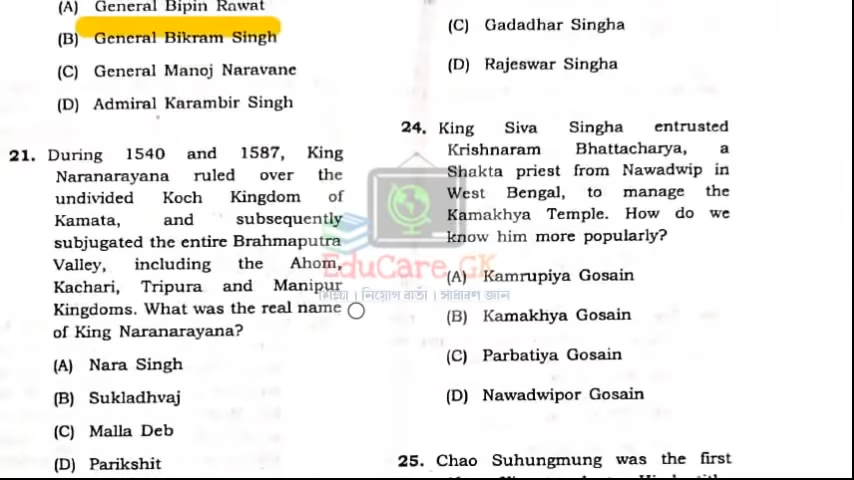 (A) General Bipin Rawat
(B) General Bikram Singh
(C) General Manoj Naravane
(D) Admiral Karambir Singh
21. During 1540 and 1587, King
Naranarayana ruled over the
undivided Koch Kingdom of
Kamata, and subsequently
subjugated the entire Brahmaputra
Valley, including the Ahom,
Kachari, Tripura and Manipur
Kingdoms. What was the real name
of King Naranarayana?
(A) Nara Singh
(B) Sukladhvaj
(C) Malla Deb
(D) Parikshit
(C) Gadadhar Singha
(D) Rajeswar Singha
24. King Siva Singha entrusted
Krishnaram Bhattacharya, a
Shakta priest from Nawadwip in
West Bengal, to manage the
Kamakhya Temple. How do we
know him more popularly?
(A) Kamrupiya Gosain
(B) Kamakhya Gosain
(C) Parbatiya Gosain
(D) Nawadwipor Gosain
25. Chao Suhungmung was the first
EduCare GK
শিক্ষা | নিয়োগ বাৰ্তা | সাধাৰণ জ্ঞান